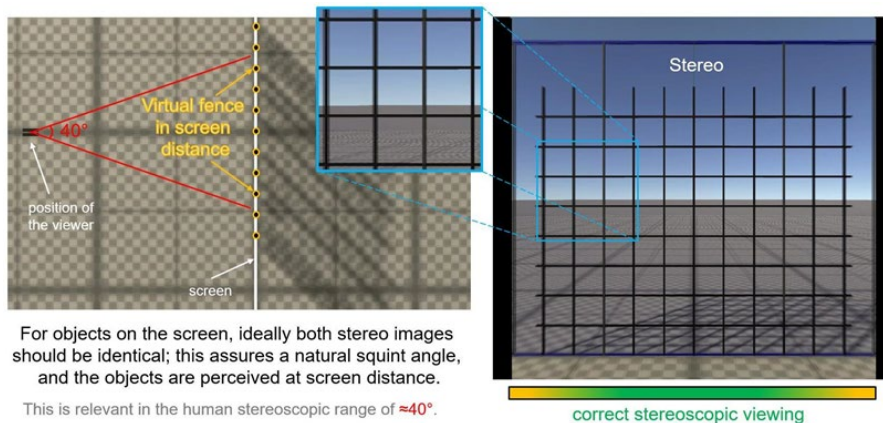 Virtual fence
in screen
distance
40°
position of
the viewer
screen
Stereo
For objects on the screen, ideally both stereo images
should be identical; this assures a natural squint angle,
and the objects are perceived at screen distance.
This is relevant in the human stereoscopic range of ≈40°.
correct stereoscopic viewing